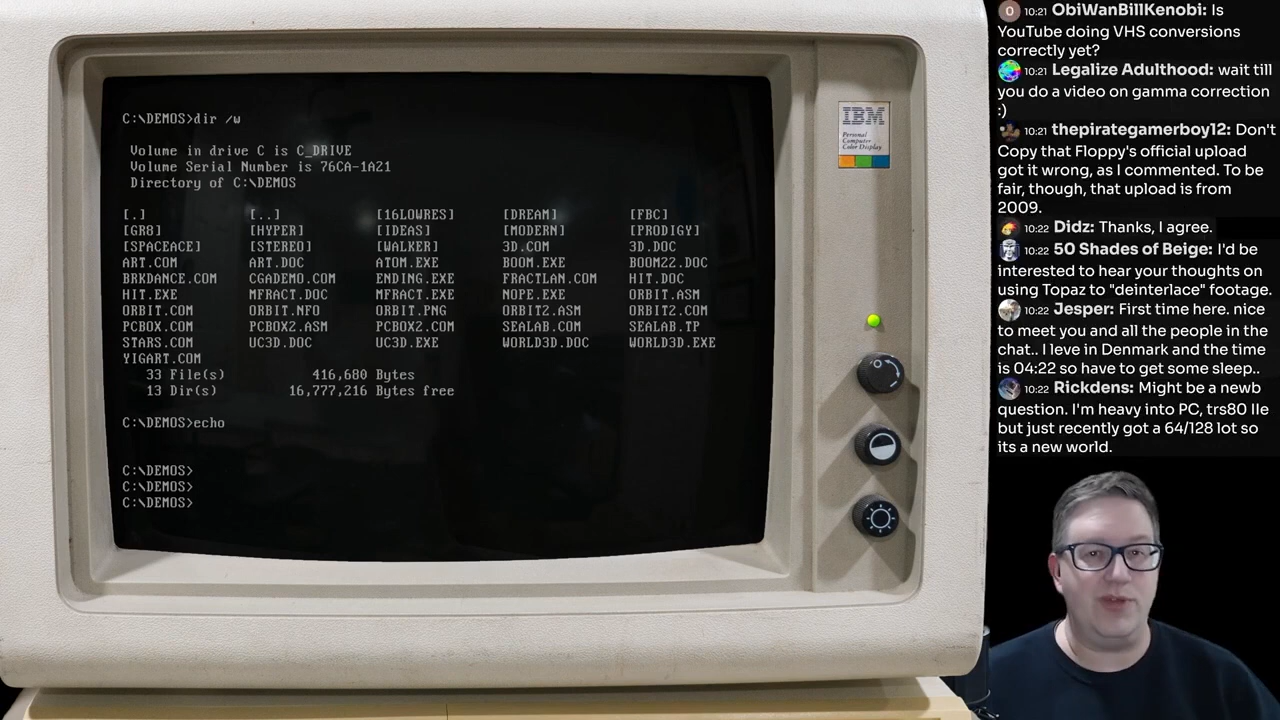 C:\DEMOS>dir /w
Volume in drive C is C_DRIVE
Volume Serial Number is 76CA-1A21
Directory of C:\DEMOS
[.] [..] [16LOWRES] [DREAM] [FBC]
[GR8] [HYPER] [IDEAS] [MODERN] [PRODIGY]
[SPACEACE] [STEREO] [WALKER] 3D.COM 3D.DOC
ART.COM ART.DOC ATOM.EXE BOOM.EXE BOOM22.DOC
BRKDANCE.COM CGADEMO.COM ENDING.EXE FRACTLAN.COM HIT.DOC
HIT.EXE MFRACT.DOC MFRACT.EXE NOPE.EXE ORBIT.ASM
ORBIT.COM ORBIT.NFO ORBIT.PNG ORBIT2.ASM ORBIT2.COM
PCBOX.COM PCBOX2.ASM PCBOX2.COM SEALAB.COM SEALAB.TP
STARS.COM UC3D.DOC UC3D.EXE WORLD3D.DOC WORLD3D.EXE
YIGART.COM
33 File(s) 416,680 Bytes
13 Dir(s) 16,777,216 Bytes free
C:\DEMOS>echo
C:\DEMOS>
C:\DEMOS>
C:\DEMOS>
IBM
Personal
Computer
Color Display
O 10:21 ObiWanBillKenobi: Is
YouTube doing VHS conversions
correctly yet?
10:21 Legalize Adulthood: wait till
you do a video on gamma correction
:)
10:21 thepirategamerboy12: Don't
Copy that Floppy's official upload
got it wrong, as I commented. To be
fair, though, that upload is from
2009.
10:22 Didz: Thanks, I agree.
10:22 50 Shades of Beige: I'd be
interested to hear your thoughts on
using Topaz to "deinterlace" footage.
10:22 Jesper: First time here. nice
to meet you and all the people in the
chat.. I leve in Denmark and the time
is 04:22 so have to get some sleep..
10:22 Rickdens: Might be a newb
question. I'm heavy into PC, trs80 IIe
but just recently got a 64/128 lot so
its a new world.